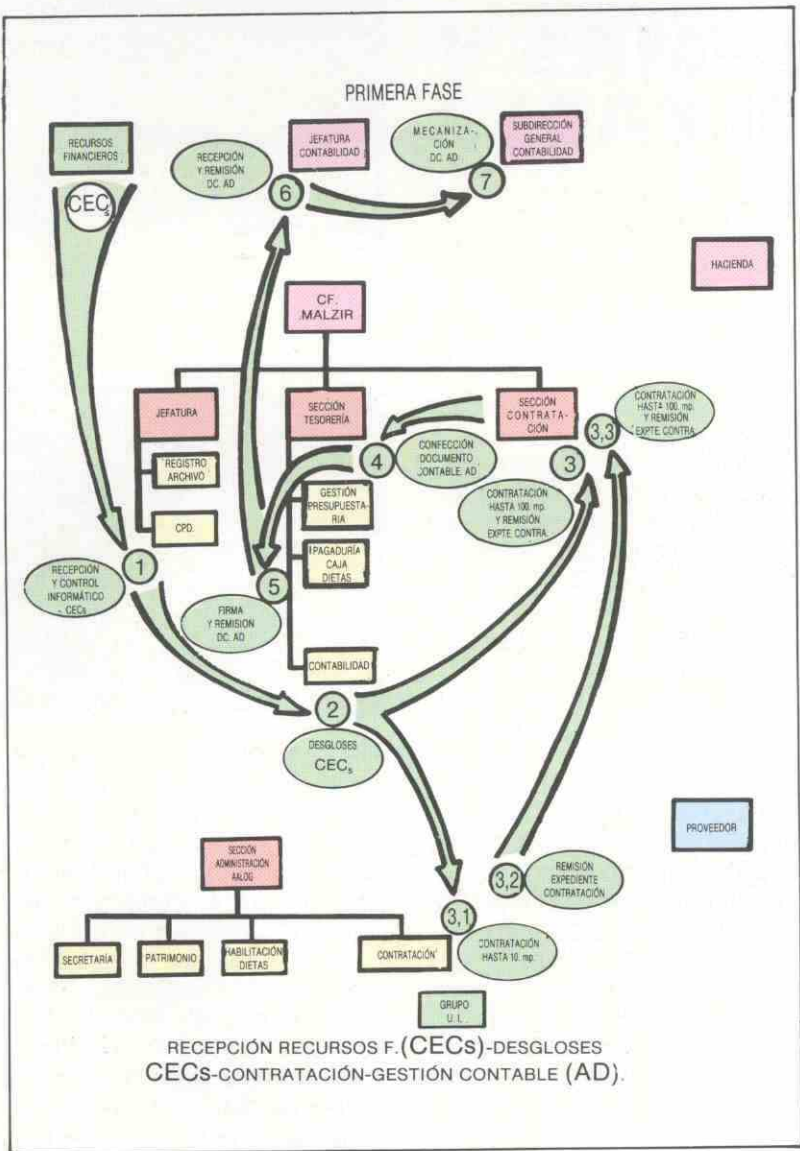 PRIMERA FASE
RECURSOS
FINANCIEROS
CECs
RECEPCIÓN
Y REMISIÓN
DC. AD
6
JEFATURA
CONTABILIDAD
MECANIZA-
CIÓN
DC. AD
7
SUBDIRECCIÓN
GENERAL
CONTABILIDAD
HACIENDA
CF.
MALZIR
JEFATURA
REGISTRO
ARCHIVO
CPD.
SECCIÓN
TESORERÍA
GESTIÓN
PRESUPUESTA-
RIA
PAGADURÍA
CAJA
DIETAS
CONTABILIDAD
SECCIÓN
CONTRATA-
CIÓN
4
CONFECCIÓN
DOCUMENTO
CONTABLE. AD
3
CONTRATACIÓN
HASTA 100. mp.
Y REMISIÓN
EXPTE. CONTRA.
3,3
CONTRATACIÓN
HASTA 100. mp.
Y REMISIÓN
EXPTE. CONTRA.
1
RECEPCIÓN
Y CONTROL
INFORMÁTICO
- CECs
5
FIRMA
Y REMISION
DC. AD
2
DESGLOSES
CECs
PROVEEDOR
SECCIÓN
ADMINISTRACIÓN
AALOG
SECRETARÍA
PATRIMONIO
HABILITACIÓN
DIETAS
CONTRATACIÓN
3,1
CONTRATACIÓN
HASTA 10. mp.
3,2
REMISIÓN
EXPEDIENTE
CONTRATACIÓN
GRUPO
U.L.
RECEPCIÓN RECURSOS F.(CECs)-DESGLOSES
CECs-CONTRATACIÓN-GESTIÓN CONTABLE (AD).